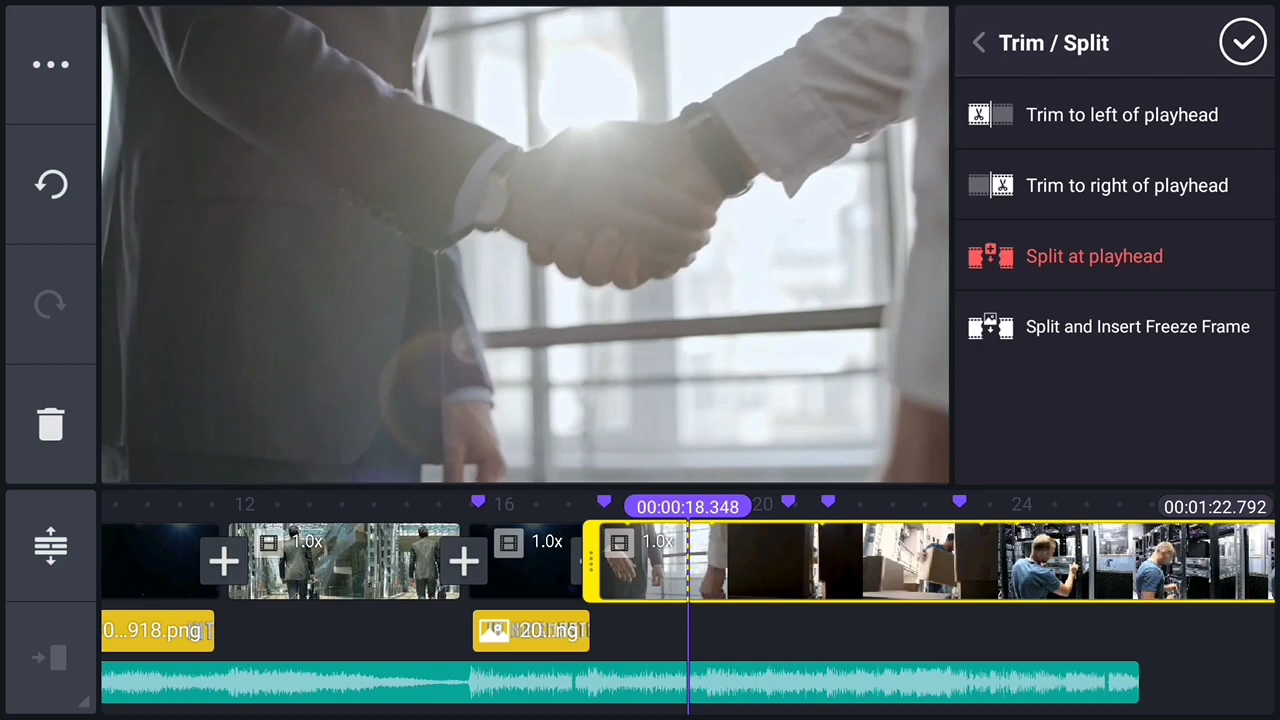 Trim / Split
Trim to left of playhead
Trim to right of playhead
Split at playhead
Split and Insert Freeze Frame
12
16
00:00:18.348
20
24
00:01:22.792
1.0x
1.0x
1.0x
0...918.png
20...ng